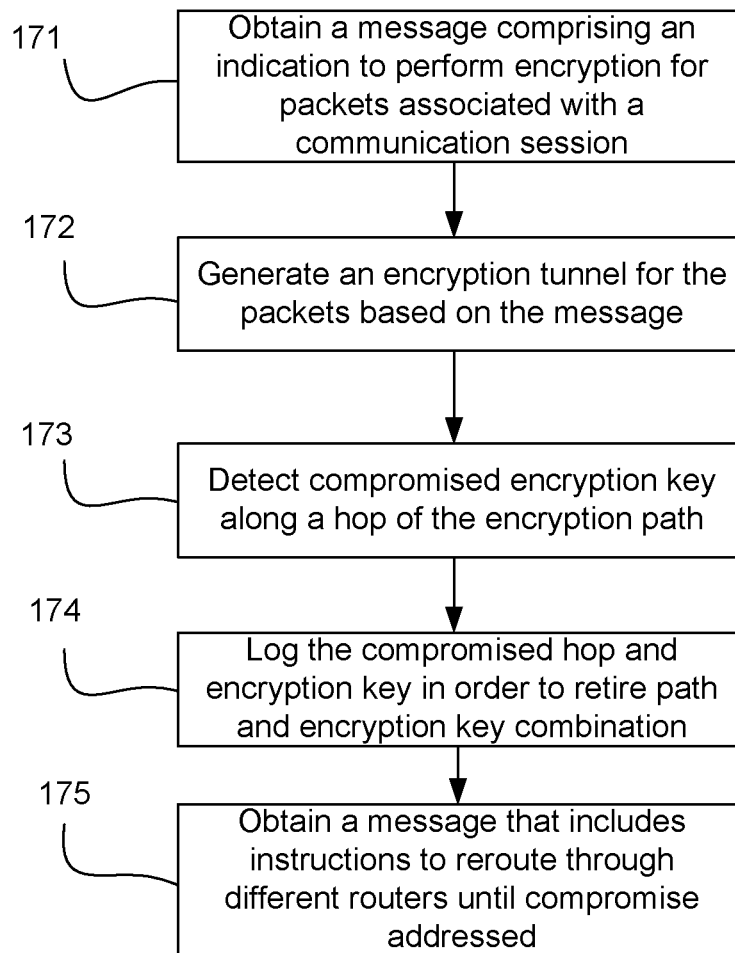 171
Obtain a message comprising an
indication to perform encryption for
packets associated with a
communication session
172
Generate an encryption tunnel for the
packets based on the message
173
Detect compromised encryption key
along a hop of the encryption path
174
Log the compromised hop and
encryption key in order to retire path
and encryption key combination
175
Obtain a message that includes
instructions to reroute through
different routers until compromise
addressed